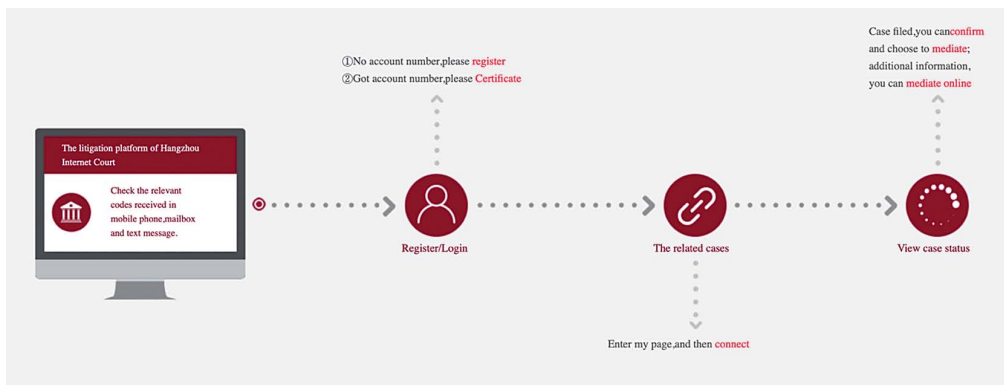 The litigation platform of Hangzhou
Internet Court
Check the relevant
codes received in
mobile phone,mailbox
and text message.
①No account number,please register
②Got account number,please Certificate
Register/Login
The related cases
Enter my page,and then connect
Case filed,you canconfirm
and choose to mediate;
additional information,
you can mediate online
View case status